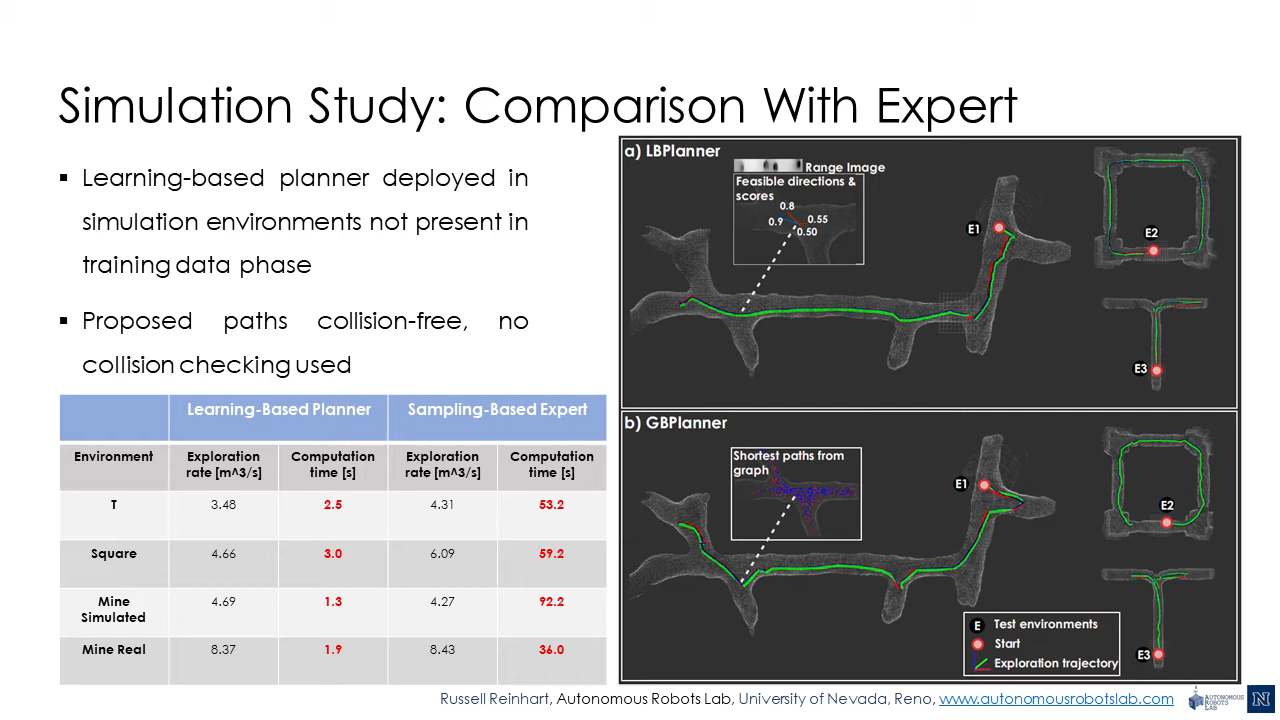 Simulation Study: Comparison With Expert
▪ Learning-based planner deployed in
simulation environments not present in
training data phase
▪ Proposed paths collision-free, no
collision checking used
Learning-Based Planner Sampling-Based Expert
Environment Exploration rate [m^3/s] Computation time [s] Exploration rate [m^3/s] Computation time [s]
T 3.48 2.5 4.31 53.2
Square 4.66 3.0 6.09 59.2
Mine Simulated 4.69 1.3 4.27 92.2
Mine Real 8.37 1.9 8.43 36.0
a) LBPlanner
Range Image
Feasible directions &
scores
0.8
0.9 0.55
0.50
E1
E2
E3
b) GBPlanner
Shortest paths from
graph
E1
E2
E3
E Test environments
Start
Exploration trajectory
Russell Reinhart, Autonomous Robots Lab, University of Nevada, Reno, www.autonomousrobotslab.com
AUTONOMOUS
ROBOTS
LAB
N